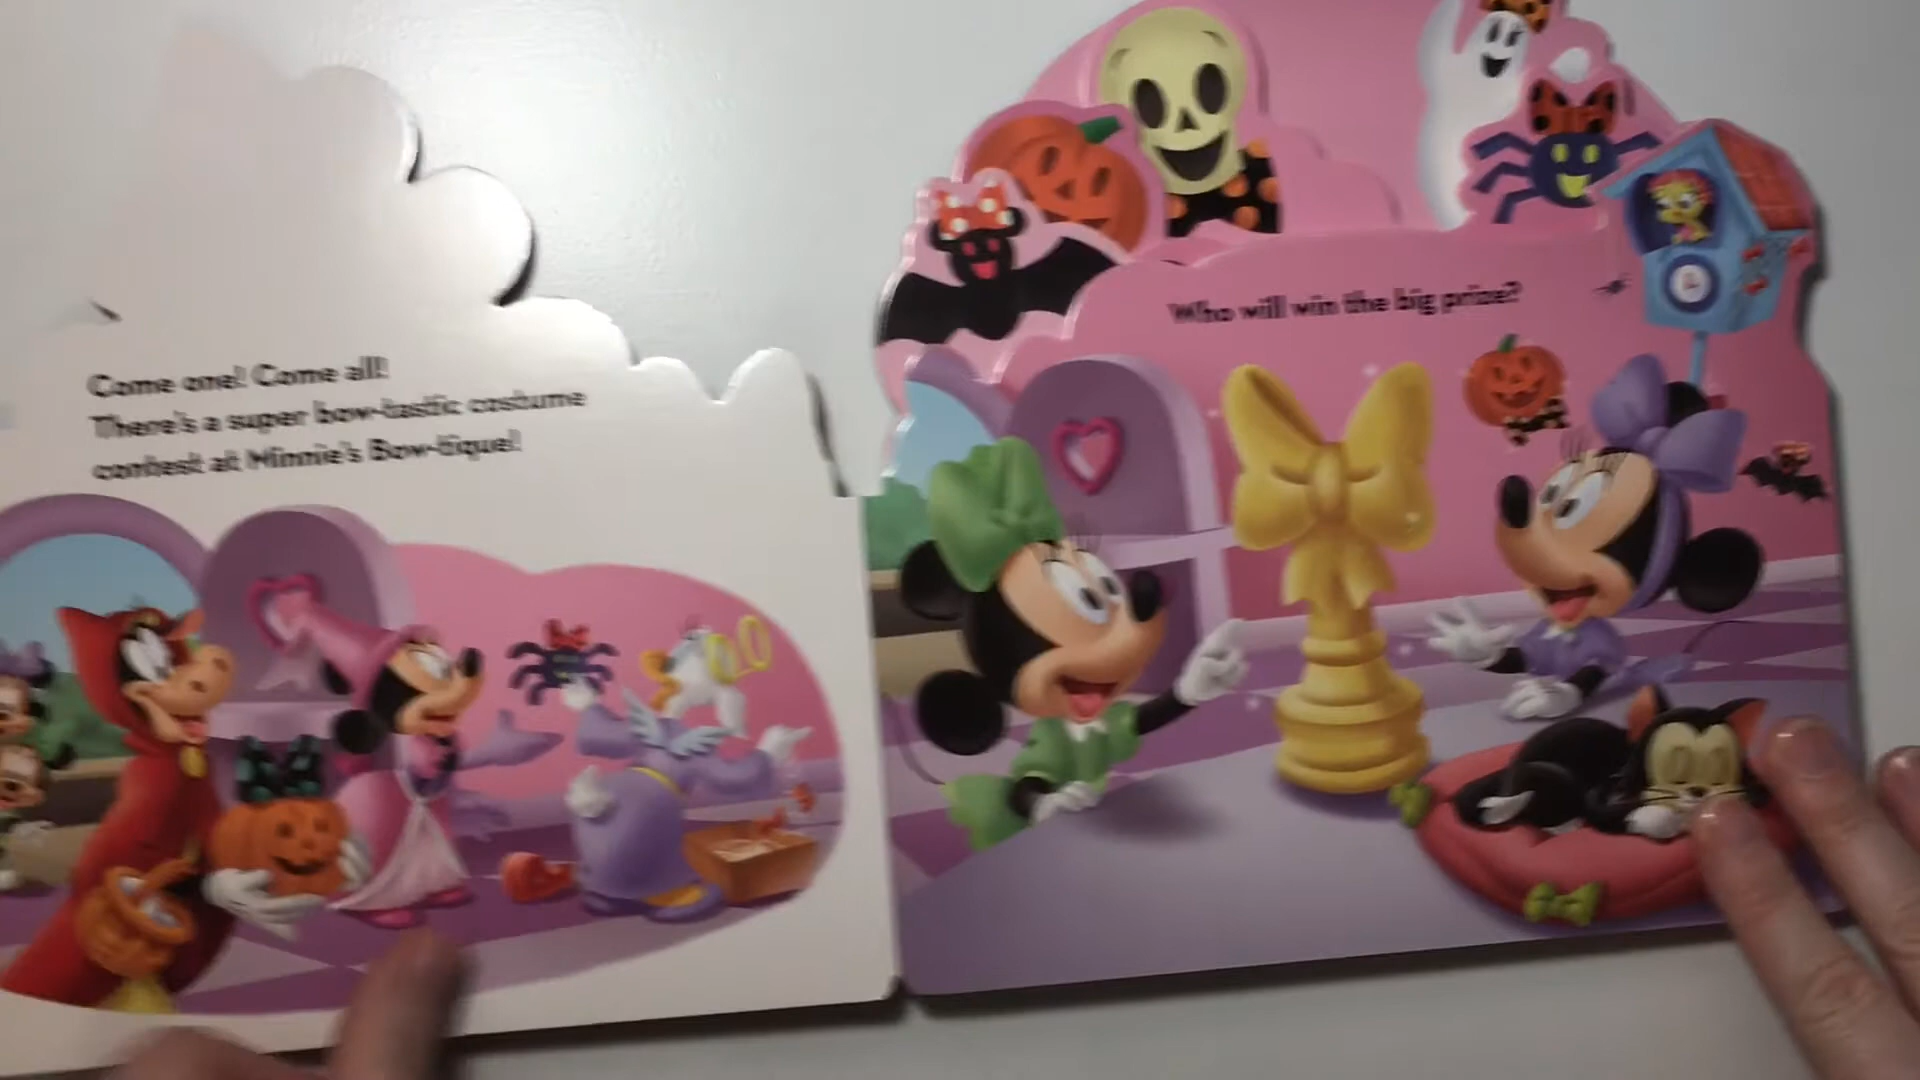 Come one! Come all!
There's a super bow-tastic costume
contest at Minnie's Bow-tique!
Who will win the big prize?